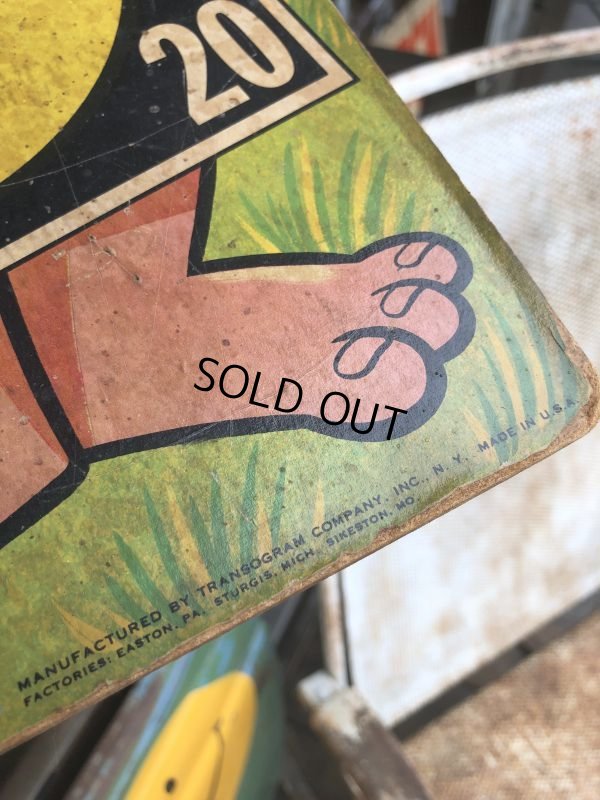 20
SOLD OUT
MANUFACTURED BY TRANSOGRAM COMPANY, INC., N. Y. MADE IN U.S.A.
FACTORIES: EASTON, PA. STURGIS, MICH. SIKESTON, MO.